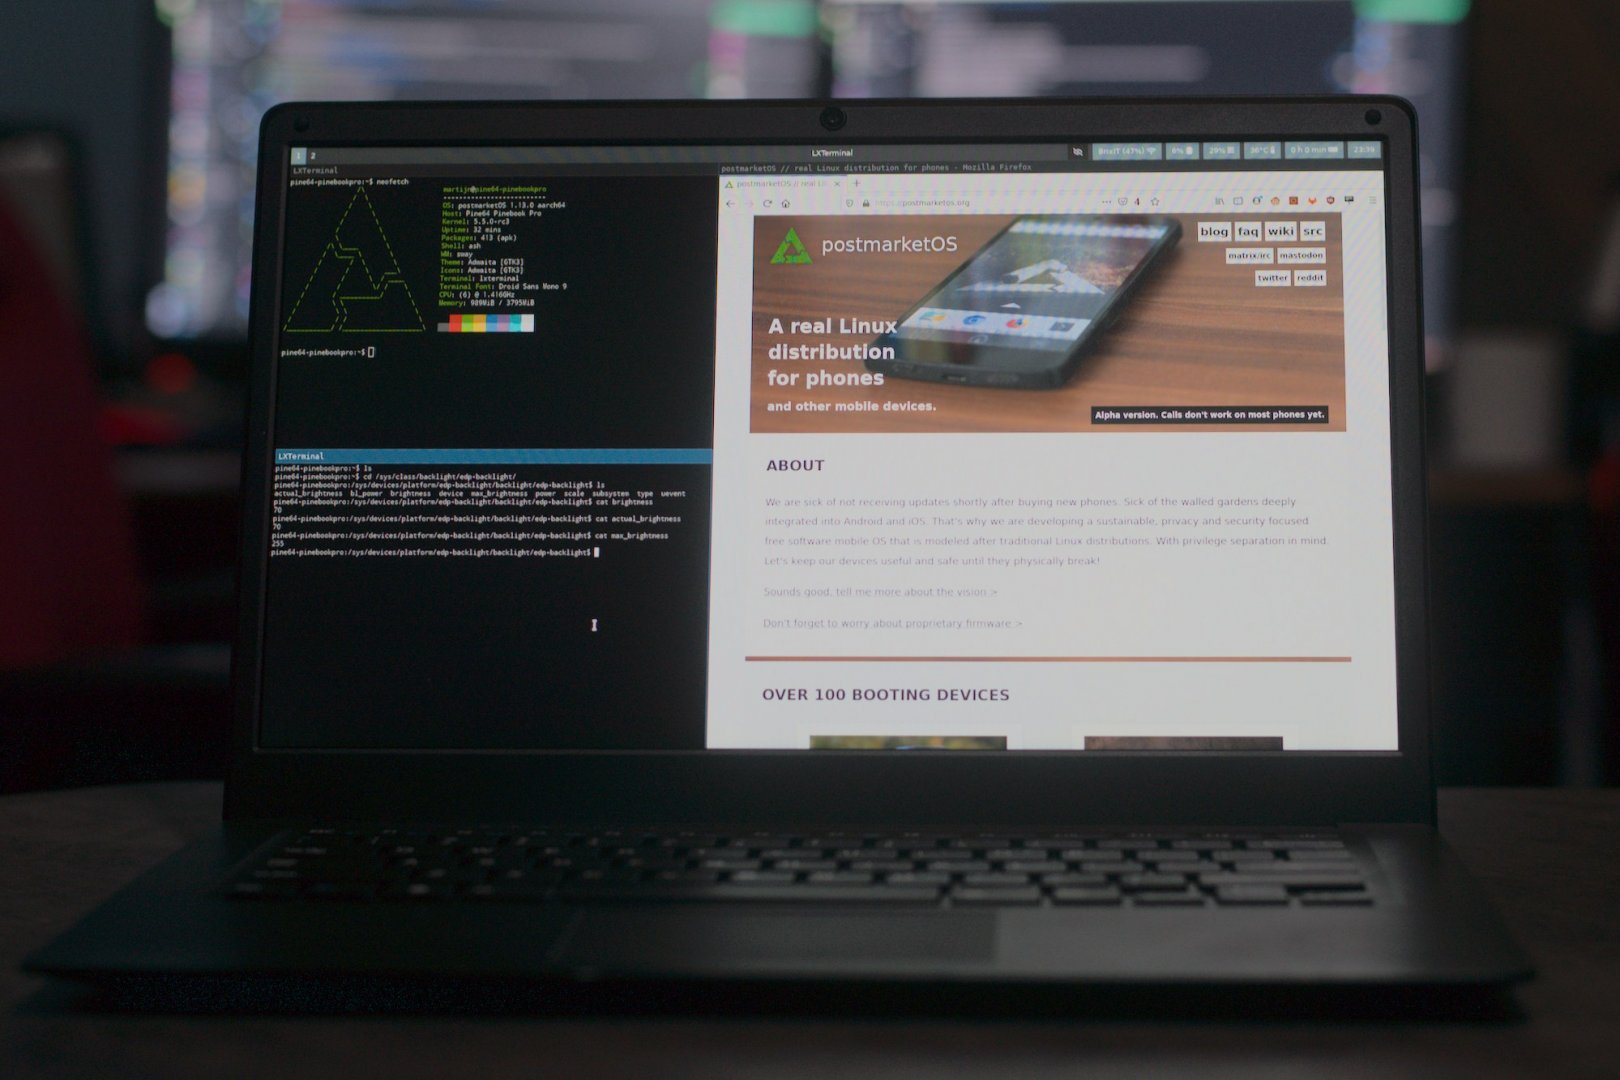 1 2
LXTerminal
BrixIT (47%)
6%
29%
36°C
0 h 0 min
23:39
LXTerminal
pine64-pinebookpro:~$ neofetch
martijn@pine64-pinebookpro
--------------------------
OS: postmarketOS 1.13.0 aarch64
Host: Pine64 Pinebook Pro
Kernel: 5.5.0-rc3
Uptime: 32 mins
Packages: 413 (apk)
Shell: ash
WM: sway
Theme: Adwaita [GTK3]
Icons: Adwaita [GTK3]
Terminal: lxterminal
Terminal Font: Droid Sans Mono 9
CPU: (6) @ 1.416GHz
Memory: 989MiB / 3795MiB
pine64-pinebookpro:~$
LXTerminal
pine64-pinebookpro:~$ ls
pine64-pinebookpro:~$ cd /sys/class/backlight/edp-backlight/
pine64-pinebookpro:/sys/devices/platform/edp-backlight/backlight/edp-backlight$ ls
actual_brightness bl_power brightness device max_brightness power scale subsystem type uevent
pine64-pinebookpro:/sys/devices/platform/edp-backlight/backlight/edp-backlight$ cat brightness
70
pine64-pinebookpro:/sys/devices/platform/edp-backlight/backlight/edp-backlight$ cat actual_brightness
70
pine64-pinebookpro:/sys/devices/platform/edp-backlight/backlight/edp-backlight$ cat max_brightness
255
pine64-pinebookpro:/sys/devices/platform/edp-backlight/backlight/edp-backlight$
postmarketOS // real Linux distribution for phones - Mozilla Firefox
postmarketOS // real Li
https://postmarketos.org
postmarketOS
blog faq wiki src
matrix/irc mastodon
twitter reddit
A real Linux
distribution
for phones
and other mobile devices.
Alpha version. Calls don't work on most phones yet.
ABOUT
We are sick of not receiving updates shortly after buying new phones. Sick of the walled gardens deeply
integrated into Android and iOS. That's why we are developing a sustainable, privacy and security focused
free software mobile OS that is modeled after traditional Linux distributions. With privilege separation in mind.
Let's keep our devices useful and safe until they physically break!
Sounds good, tell me more about the vision >
Don't forget to worry about proprietary firmware >
OVER 100 BOOTING DEVICES